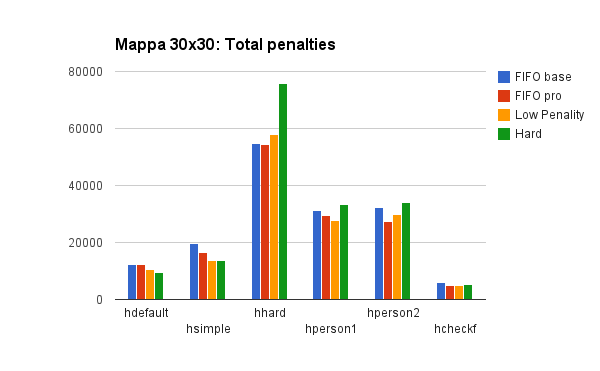 Mappa 30x30: Total penalties
80000
60000
40000
20000
0
FIFO base
FIFO pro
Low Penality
Hard
hdefault
hsimple
hhard
hperson1
hperson2
hcheckf